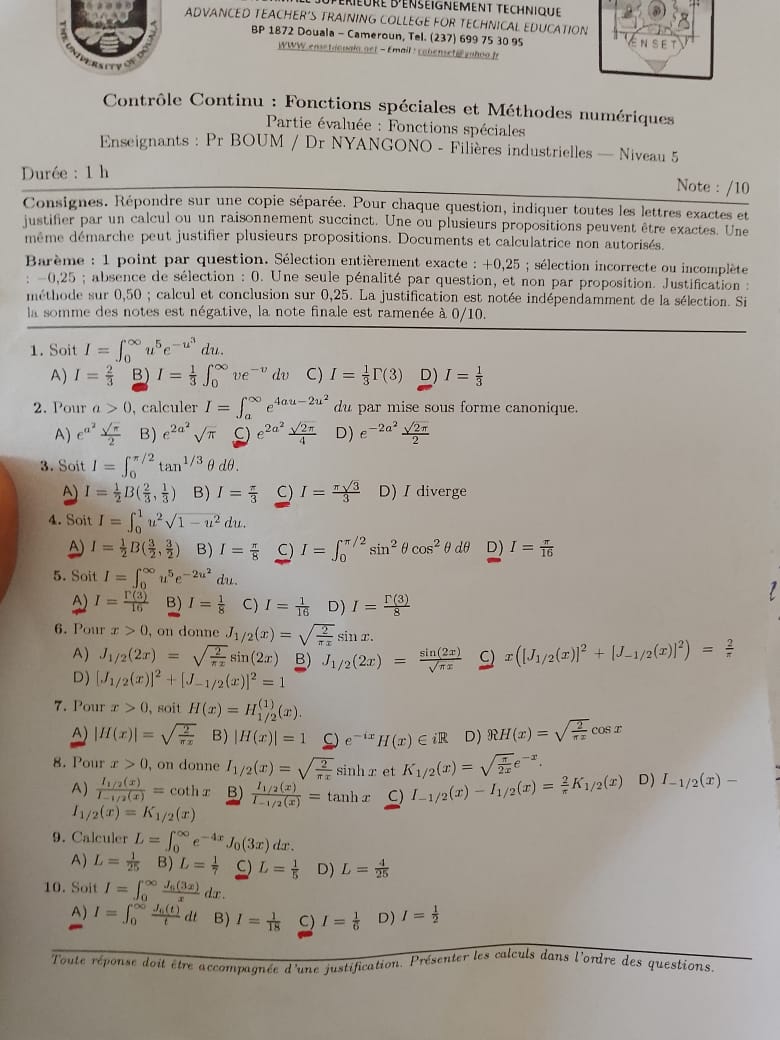 SUPÉRIEURE D'ENSEIGNEMENT TECHNIQUE
ADVANCED TEACHER'S TRAINING COLLEGE FOR TECHNICAL EDUCATION
BP 1872 Douala – Cameroun, Tel. (237) 699 75 30 95
WWW.ensetdouala.net – Email : cabenset@yahoo.fr
THE UNIVERSITY OF DOUALA
ENSET
Contrôle Continu : Fonctions spéciales et Méthodes numériques
Partie évaluée : Fonctions spéciales
Enseignants : Pr BOUM / Dr NYANGONO - Filières industrielles — Niveau 5
Durée : 1 h
Note : /10
Consignes. Répondre sur une copie séparée. Pour chaque question, indiquer toutes les lettres exactes et
justifier par un calcul ou un raisonnement succinct. Une ou plusieurs propositions peuvent être exactes. Une
même démarche peut justifier plusieurs propositions. Documents et calculatrice non autorisés.
Barème : 1 point par question. Sélection entièrement exacte : +0,25 ; sélection incorrecte ou incomplète
: −0,25 ; absence de sélection : 0. Une seule pénalité par question, et non par proposition. Justification :
méthode sur 0,50 ; calcul et conclusion sur 0,25. La justification est notée indépendamment de la sélection. Si
la somme des notes est négative, la note finale est ramenée à 0/10.
1. Soit I = ∫₀^∞ u⁵e^{−u³} du.
A) I = 2/3 B) I = 1/3 ∫₀^∞ ve^{−v} dv C) I = 1/3 Γ(3) D) I = 1/3
2. Pour a > 0, calculer I = ∫ₐ^∞ e^{4au−2u²} du par mise sous forme canonique.
A) e^{a²} √π/2 B) e^{2a²}√π C) e^{2a²} √(2π)/4 D) e^{−2a²} √(2π)/2
3. Soit I = ∫₀^{π/2} tan^{1/3} θ dθ.
A) I = 1/2 B(2/3, 1/3) B) I = π/3 C) I = π√3/3 D) I diverge
4. Soit I = ∫₀¹ u²√(1 − u²) du.
A) I = 1/2 B(3/2, 3/2) B) I = π/8 C) I = ∫₀^{π/2} sin² θ cos² θ dθ D) I = π/16
5. Soit I = ∫₀^∞ u⁵e^{−2u²} du.
A) I = Γ(3)/16 B) I = 1/8 C) I = 1/16 D) I = Γ(3)/8
6. Pour x > 0, on donne J_{1/2}(x) = √(2/(πx)) sin x.
A) J_{1/2}(2x) = √(2/(πx)) sin(2x) B) J_{1/2}(2x) = sin(2x)/√(πx) C) x([J_{1/2}(x)]² + [J_{−1/2}(x)]²) = 2/π
D) [J_{1/2}(x)]² + [J_{−1/2}(x)]² = 1
7. Pour x > 0, soit H(x) = H^{(1)}_{1/2}(x).
A) |H(x)| = √(2/(πx)) B) |H(x)| = 1 C) e^{−ix}H(x) ∈ iℝ D) ℜH(x) = √(2/(πx)) cos x
8. Pour x > 0, on donne I_{1/2}(x) = √(2/(πx)) sinh x et K_{1/2}(x) = √(π/(2x)) e^{−x}.
A) I_{1/2}(x)/I_{−1/2}(x) = coth x B) I_{1/2}(x)/I_{−1/2}(x) = tanh x C) I_{−1/2}(x) − I_{1/2}(x) = 2/π K_{1/2}(x) D) I_{−1/2}(x) −
I_{1/2}(x) = K_{1/2}(x)
9. Calculer L = ∫₀^∞ e^{−4x}J₀(3x) dx.
A) L = 1/25 B) L = 1/7 C) L = 1/5 D) L = 4/25
10. Soit I = ∫₀^∞ J₆(3x)/x dx.
A) I = ∫₀^∞ J₆(t)/t dt B) I = 1/18 C) I = 1/6 D) I = 1/2
Toute réponse doit être accompagnée d'une justification. Présenter les calculs dans l'ordre des questions.